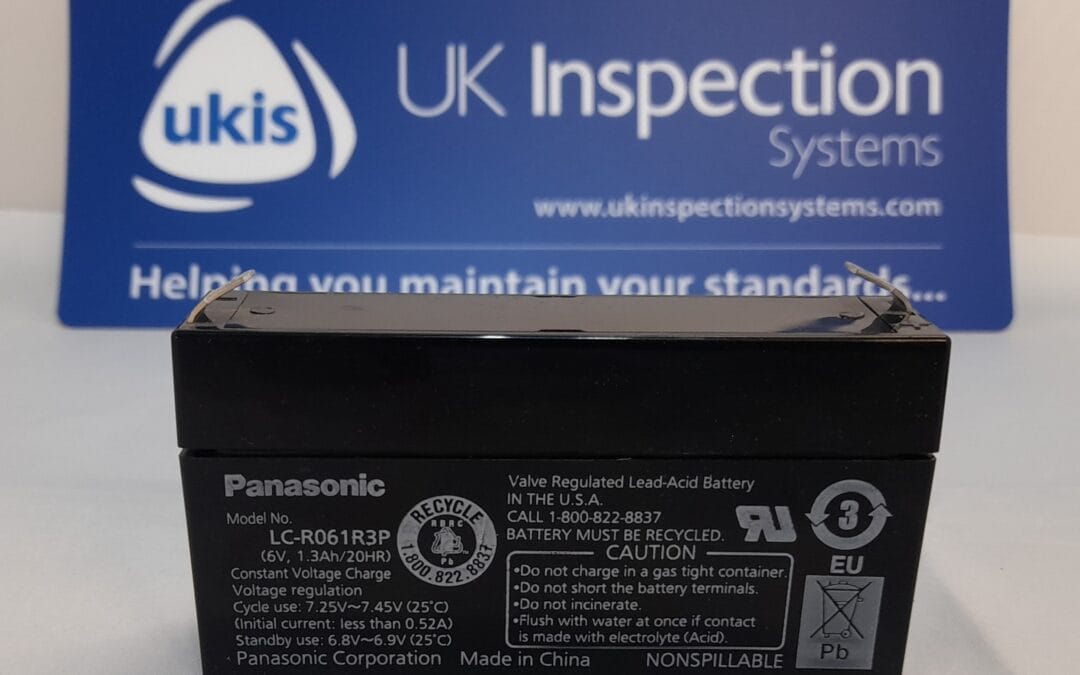 ukis
UK Inspection
Systems
www.ukinspectionsystems.com
Helping you maintain your standards...
Panasonic
Model No.
LC-R061R3P
(6V, 1.3Ah/20HR)
Constant Voltage Charge
Voltage regulation
Cycle use: 7.25V~7.45V (25°C)
(Initial current: less than 0.52A)
Standby use: 6.8V~6.9V (25°C)
Panasonic Corporation
Made in China
RECYCLE
RBRC
Pb
1.800.822.8837
Valve Regulated Lead-Acid Battery
IN THE U.S.A.
CALL 1-800-822-8837
BATTERY MUST BE RECYCLED.
CAUTION
•Do not charge in a gas tight container.
•Do not short the battery terminals.
•Do not incinerate.
•Flush with water at once if contact
is made with electrolyte (Acid).
NONSPILLABLE
RU
3
EU
Pb